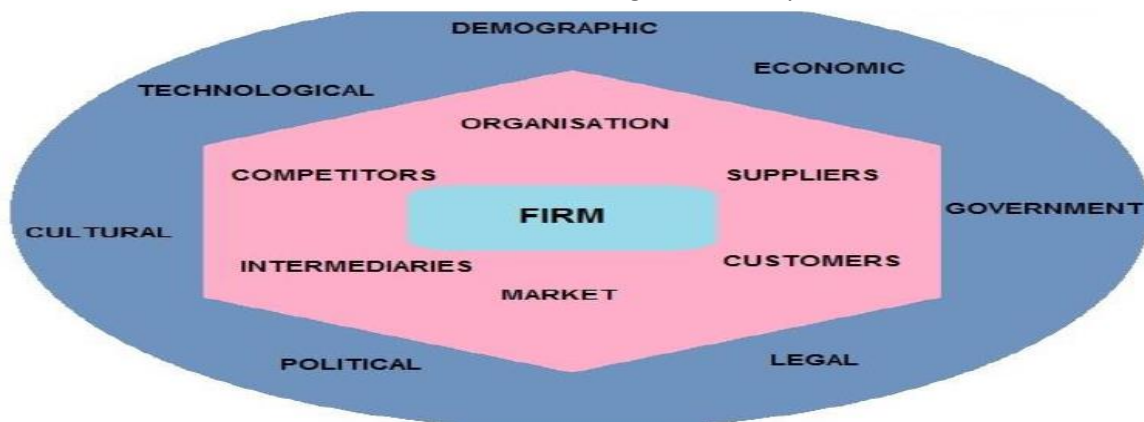 DEMOGRAPHIC
ECONOMIC
TECHNOLOGICAL
ORGANISATION
COMPETITORS
SUPPLIERS
FIRM
GOVERNMENT
CULTURAL
INTERMEDIARIES
CUSTOMERS
MARKET
POLITICAL
LEGAL